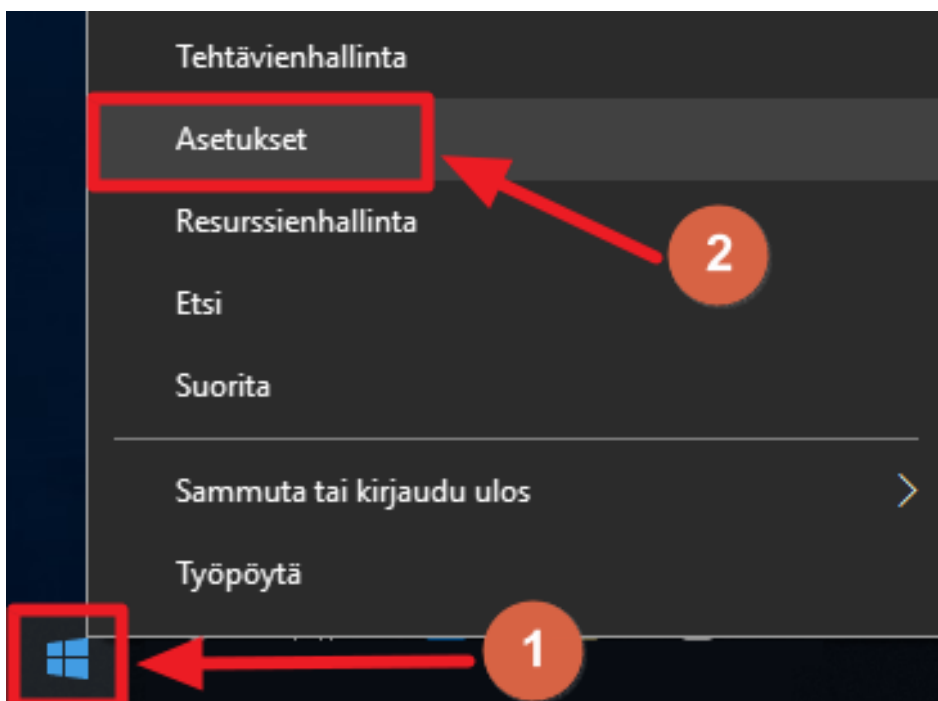 Tehtävienhallinta
Asetukset
Resurssienhallinta
2
Etsi
Suorita
Sammuta tai kirjaudu ulos
Työpöytä
1